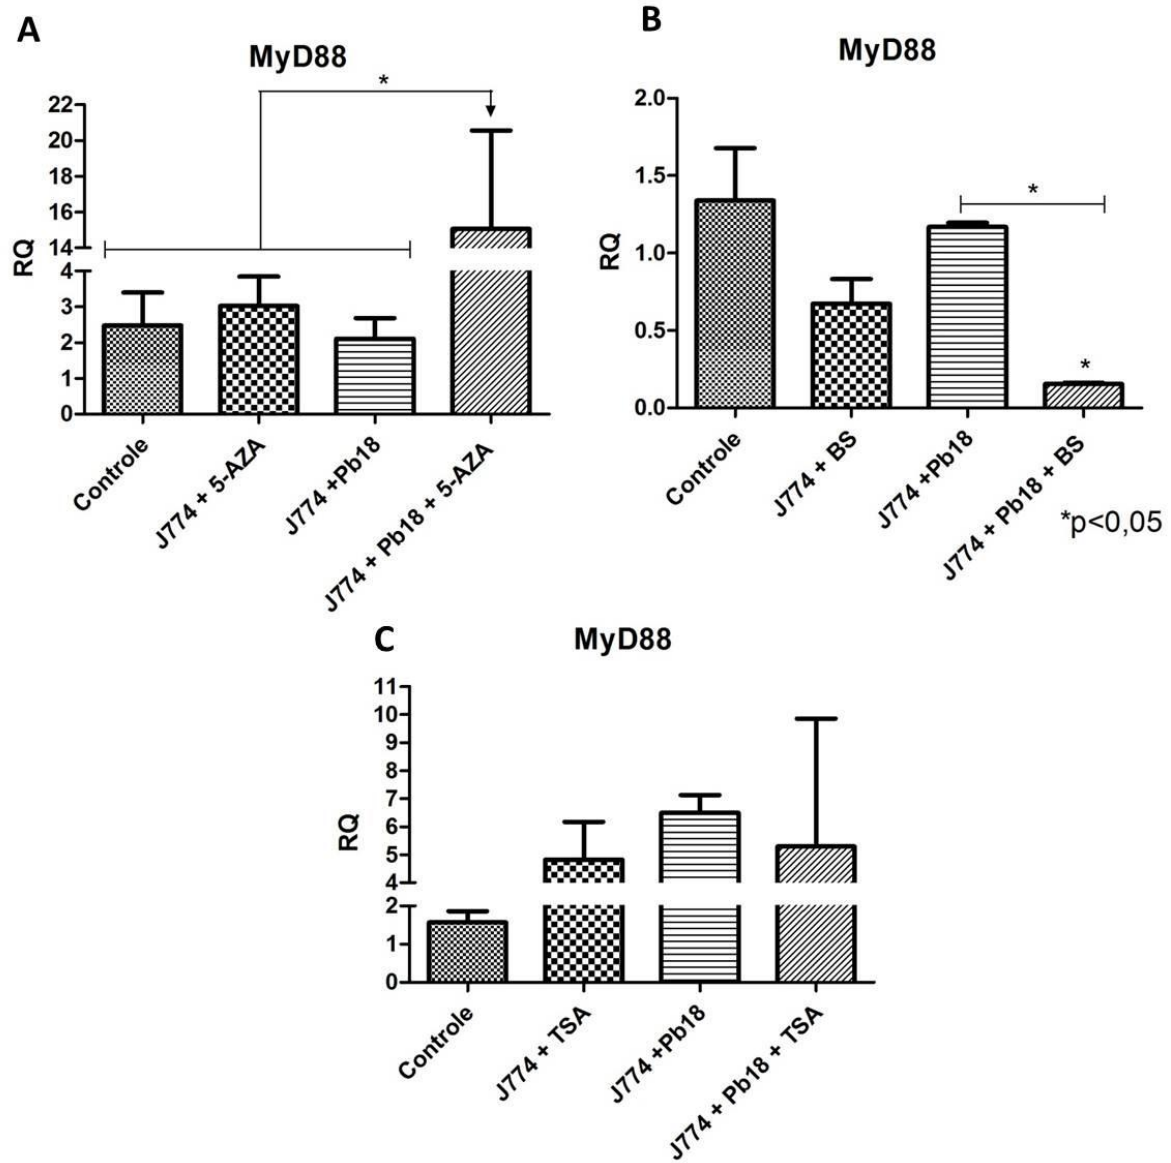 A
MyD88
*
22
20
18
16
14
4
3
2
1
0
RQ
Controle
J774 + 5-AZA
J774 +Pb18
J774 + Pb18 + 5-AZA
B
MyD88
2.0
1.5
1.0
0.5
0.0
RQ
*
*
Controle
J774 + BS
J774 +Pb18
J774 + Pb18 + BS
*p<0,05
C
MyD88
11
10
9
8
7
6
5
4
2
1
0
RQ
Controle
J774 + TSA
J774 +Pb18
J774 + Pb18 + TSA